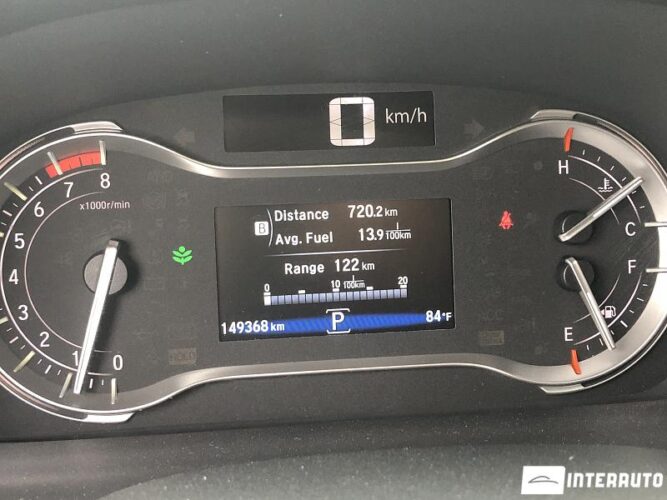 0 km/h
8
7
6
5
4
3
2
1
0
x1000r/min
B Distance 720.2 km
Avg. Fuel 13.9 l/100km
Range 122 km
0 10 l/100km 20
149368 km P 84°F
H
C
F
E
INTERAUTO